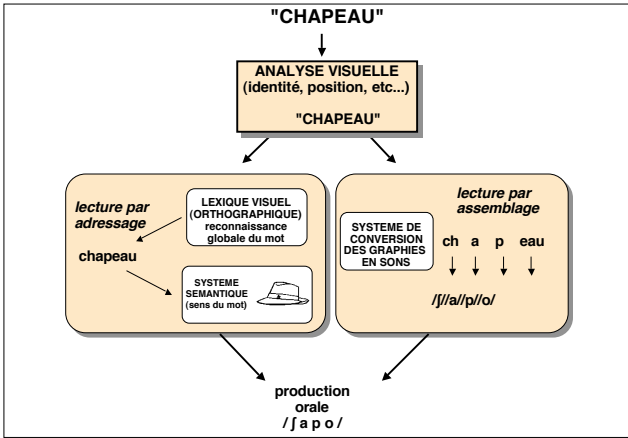 "CHAPEAU"
ANALYSE VISUELLE
(identité, position, etc...)
"CHAPEAU"
lecture par
adressage
LEXIQUE VISUEL
(ORTHOGRAPHIQUE)
reconnaissance
globale du mot
chapeau
SYSTEME
SEMANTIQUE
(sens du mot)
lecture par
assemblage
SYSTEME DE
CONVERSION
DES GRAPHIES
EN SONS
ch a p eau
/ʃ//a//p//o/
production
orale
/ ʃ a p o /